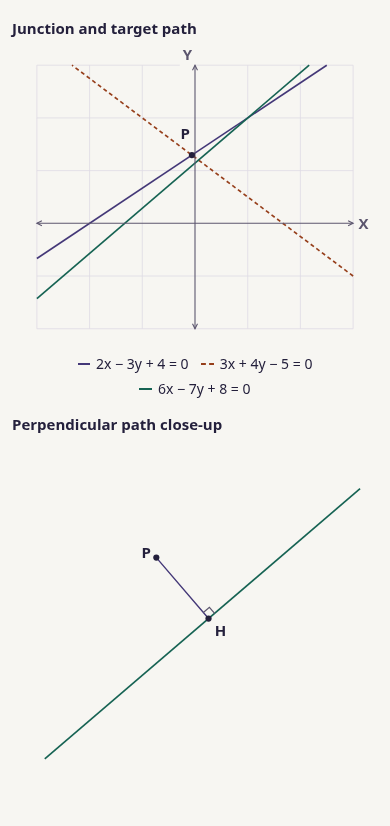 Junction and target path
Y
P
X
2x − 3y + 4 = 0 3x + 4y − 5 = 0
6x − 7y + 8 = 0
Perpendicular path close-up
P
H